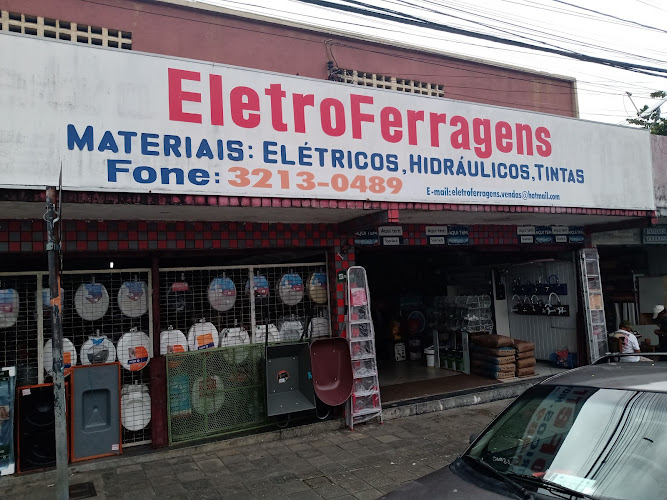 EletroFerragens
MATERIAIS: ELÉTRICOS, HIDRÁULICOS, TINTAS
Fone: 3213-0489
E-mail: eletroferragens.vendas@hotmail.com